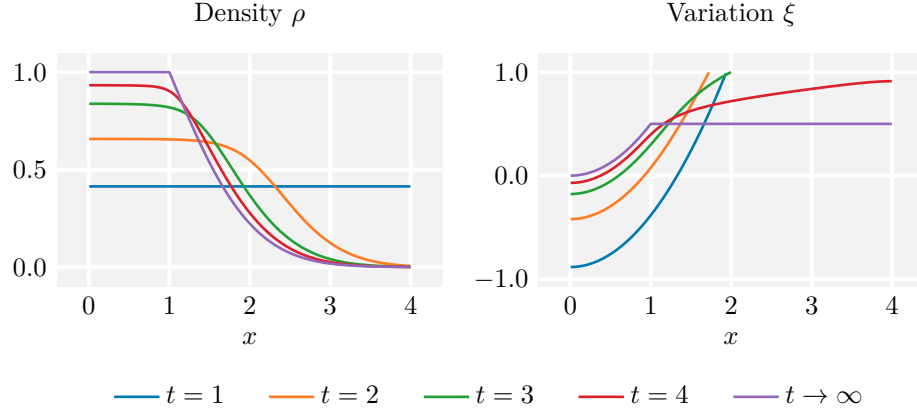 Density ρ
Variation ξ
1.0
0.5
0.0
0 1 2 3 4
x
1.0
0.0
−1.0
0 1 2 3 4
x
t = 1 t = 2 t = 3 t = 4 t → ∞